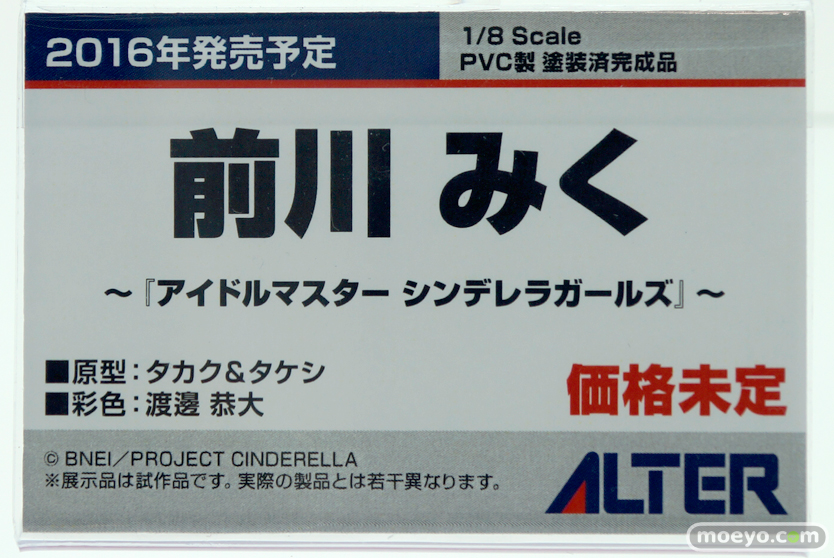 2016年発売予定
1/8 Scale
PVC製 塗装済完成品
前川 みく
～『アイドルマスター シンデレラガールズ』～
■原型：タカク&タケシ
■彩色：渡邊 恭大
価格未定
© BNEI／PROJECT CINDERELLA
※展示品は試作品です。実際の製品とは若干異なります。
ALTER
moeyo.com